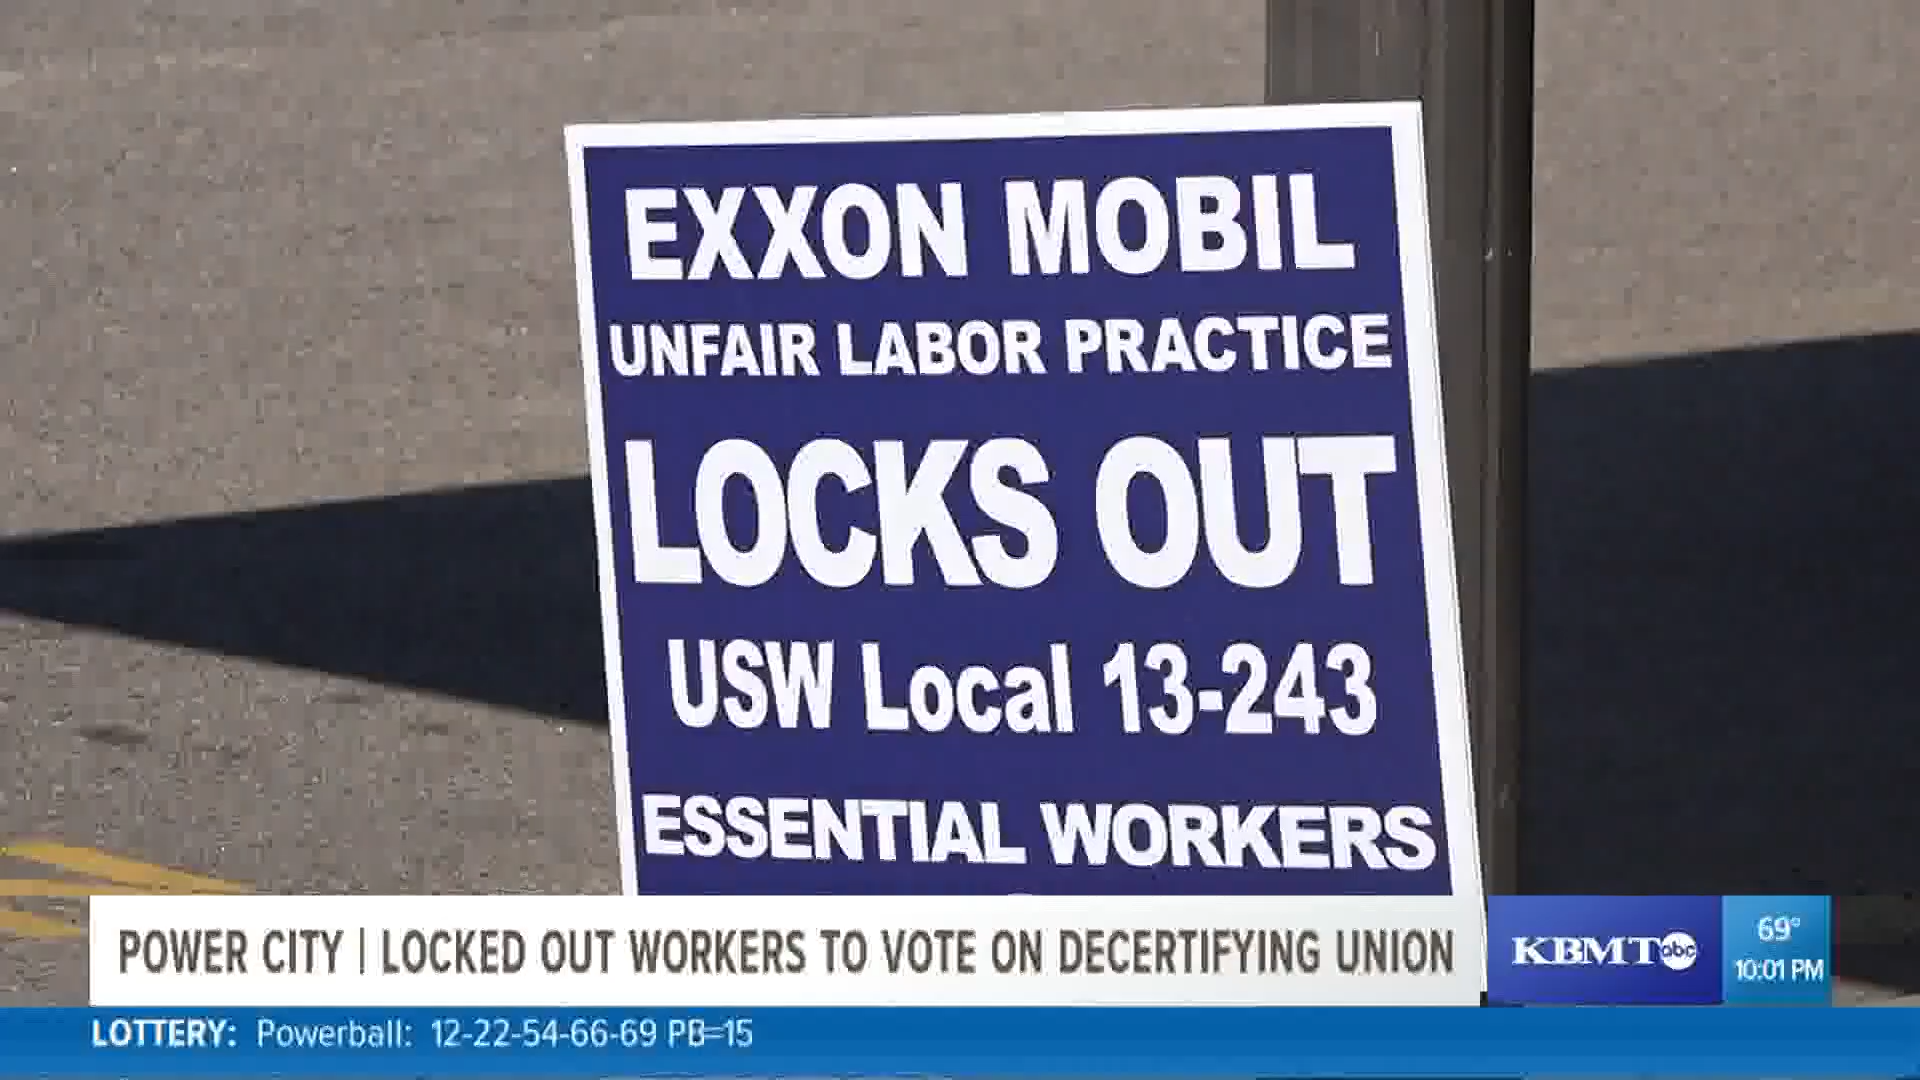 EXXON MOBIL
UNFAIR LABOR PRACTICE
LOCKS OUT
USW Local 13-243
ESSENTIAL WORKERS
POWER CITY | LOCKED OUT WORKERS TO VOTE ON DECERTIFYING UNION
KBMT abc
69°
10:01 PM
LOTTERY: Powerball: 12-22-54-66-69 PB=15